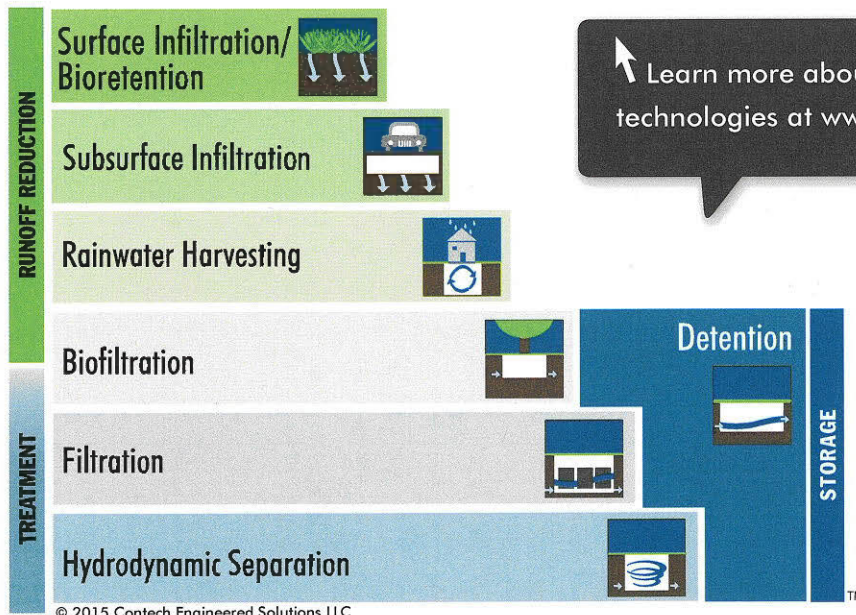 RUNOFF REDUCTION
Surface Infiltration/
Bioretention
Subsurface Infiltration
Rainwater Harvesting
TREATMENT
Biofiltration
Filtration
Hydrodynamic Separation
Detention
STORAGE
Learn more abou
technologies at ww
TM
© 2015 Contech Engineered Solutions LLC